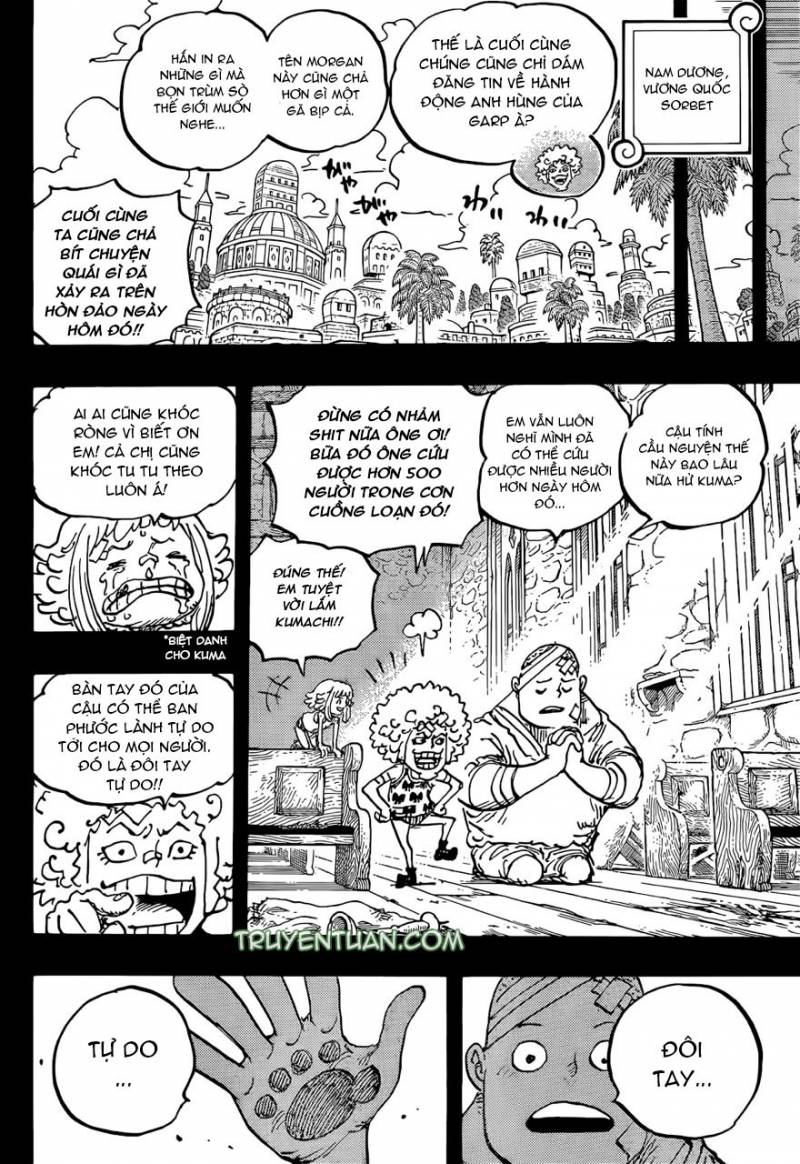 NAM DƯƠNG,
VƯƠNG QUỐC
SORBET
THẾ LÀ CUỐI CÙNG
CHÚNG CŨNG CHỈ DÁM
ĐĂNG TIN VỀ HÀNH
ĐỘNG ANH HÙNG CỦA
GARP À?
TÊN MORGAN
NÀY CŨNG CHẢ
HƠN GÌ MỘT
GÃ BỊP CẢ.
HẮN IN RA
NHỮNG GÌ MÀ
BỌN TRÙM SÒ
THẾ GIỚI MUỐN
NGHE...
CUỐI CÙNG
TA CŨNG CHẢ
BÍT CHUYỆN
QUÁI GÌ ĐÃ
XẢY RA TRÊN
HÒN ĐẢO NGÀY
HÔM ĐÓ!!
がや
がや
わい
わい
CẬU TÍNH
CẦU NGUYỆN THẾ
NÀY BAO LÂU
NỮA HỬ KUMA?
EM VẪN LUÔN
NGHĨ MÌNH ĐÃ
CÓ THỂ CỨU
ĐƯỢC NHIỀU NGƯỜI
HƠN NGÀY HÔM
ĐÓ...
ĐỪNG CÓ NHẢM
SHIT NỮA ÔNG ƠI!
BỮA ĐÓ ÔNG CỨU
ĐƯỢC HƠN 500
NGƯỜI TRONG CƠN
CUỒNG LOẠN ĐÓ!
ĐÚNG THẾ!
EM TUYỆT
VỜI LẮM
KUMACHI!!
AI AI CŨNG KHÓC
RÒNG VÌ BIẾT ƠN
EM! CẢ CHỊ CŨNG
KHÓC TU TU THEO
LUÔN Á!
*BIỆT DANH
CHO KUMA
BÀN TAY ĐÓ CỦA
CẬU CÓ THỂ BAN
PHƯỚC LÀNH TỰ DO
TỚI CHO MỌI NGƯỜI.
ĐÓ LÀ ĐÔI TAY
TỰ DO!!
TRUYENTUAN.COM
ĐÔI
TAY...
TỰ DO
...